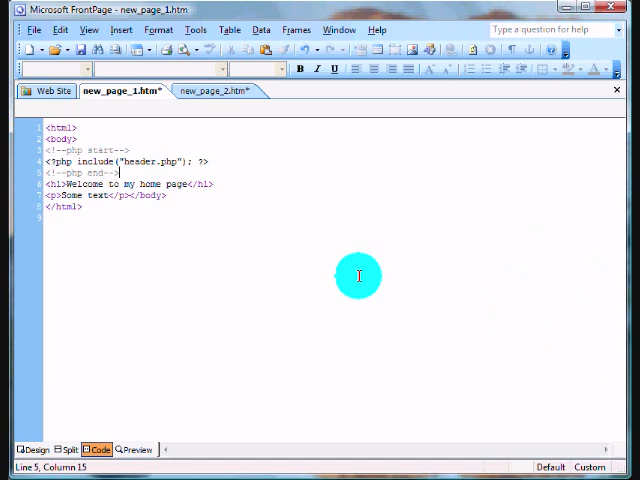 Microsoft FrontPage - new_page_1.htm
File Edit View Insert Format Tools Table Data Frames Window Help Type a question for help
B I U
Web Site new_page_1.htm* new_page_2.htm*
1 <html>
2 <body>
3 <!--php start-->
4 <?php include("header.php"); ?>
5 <!--php end-->
6 <h1>Welcome to my home page</h1>
7 <p>Some text</p></body>
8 </html>
9
Design Split Code Preview
Line 5, Column 15 Default Custom